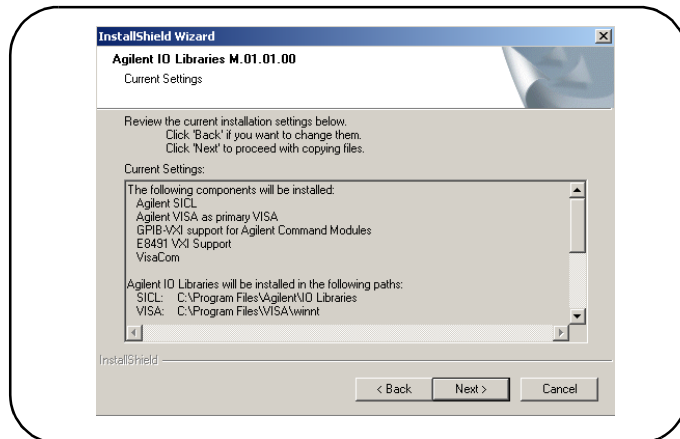 InstallShield Wizard
Agilent IO Libraries M.01.01.00
Current Settings
Review the current installation settings below.
Click 'Back' if you want to change them.
Click 'Next' to proceed with copying files.
Current Settings:
The following components will be installed:
Agilent SICL
Agilent VISA as primary VISA
GPIB-VXI support for Agilent Command Modules
E8491 VXI Support
VisaCom
Agilent IO Libraries will be installed in the following paths:
SICL: C:\Program Files\Agilent\IO Libraries
VISA: C:\Program Files\VISA\winnt
InstallShield
< Back Next > Cancel